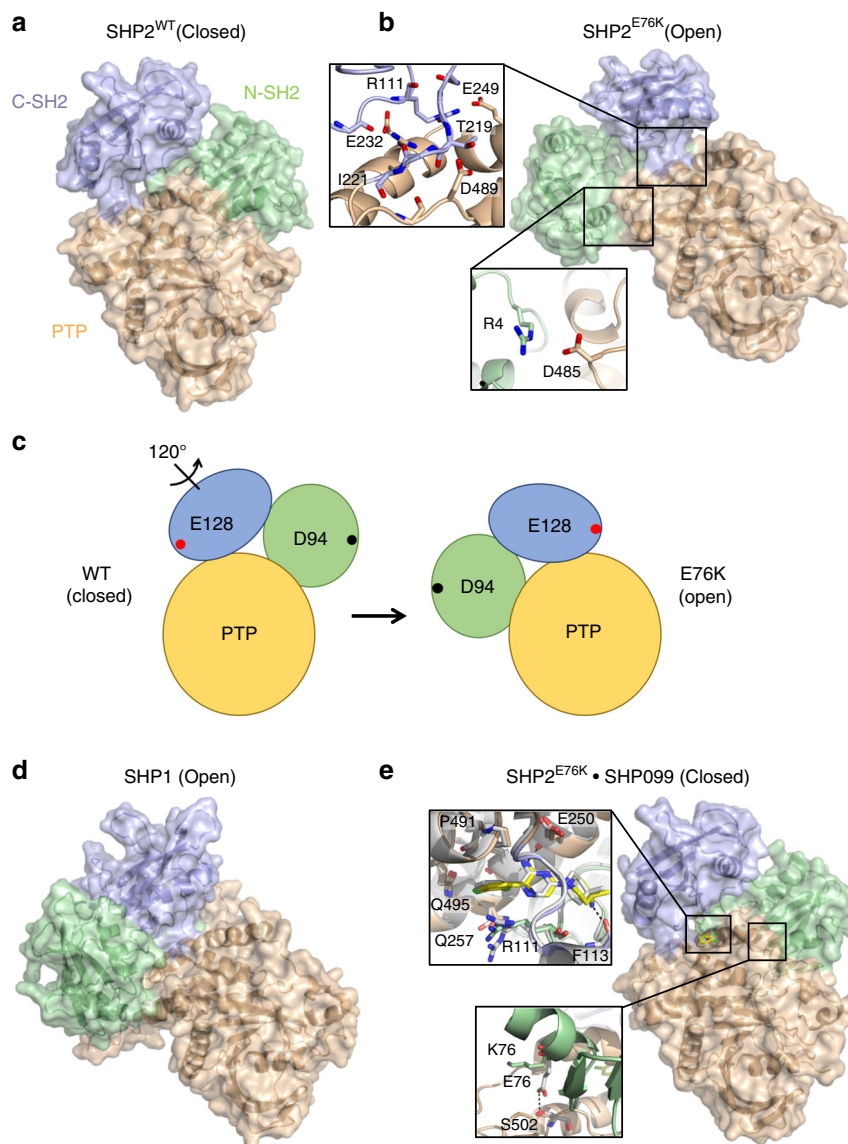 a
SHP2WT(Closed)
C-SH2
N-SH2
PTP
b
SHP2E76K(Open)
R111
E249
E232
T219
I221
D489
R4
D485
c
120°
E128
D94
WT
(closed)
PTP
E128
D94
E76K
(open)
PTP
d
SHP1 (Open)
e
SHP2E76K • SHP099 (Closed)
P491
E250
Q495
Q257
R111
F113
K76
E76
S502